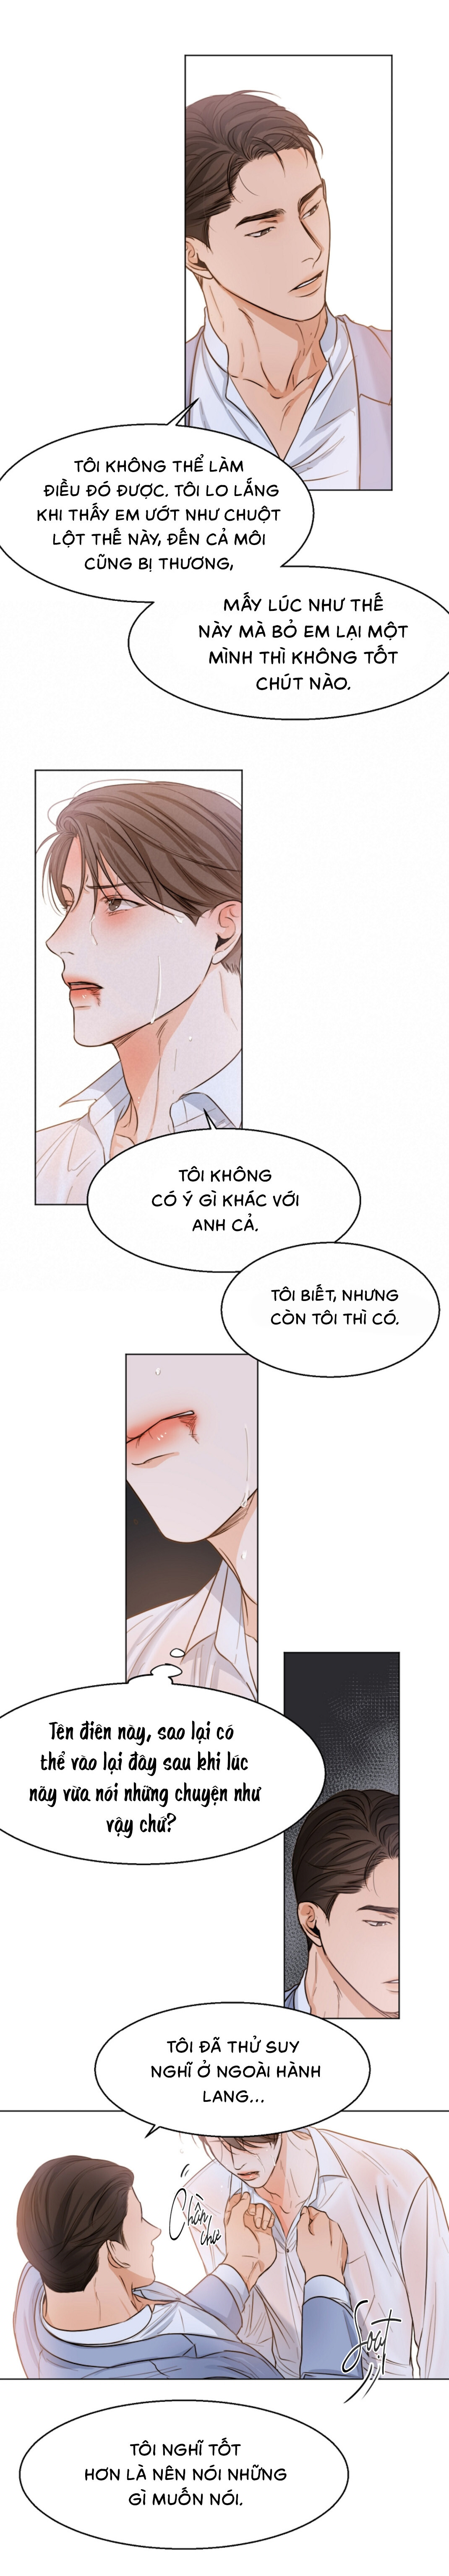 TÔI KHÔNG THỂ LÀM
ĐIỀU ĐÓ ĐƯỢC. TÔI LO LẮNG
KHI THẤY EM ƯỚT NHƯ CHUỘT
LỘT THẾ NÀY, ĐẾN CẢ MÔI
CŨNG BỊ THƯƠNG,
MẤY LÚC NHƯ THẾ
NÀY MÀ BỎ EM LẠI MỘT
MÌNH THÌ KHÔNG TỐT
CHÚT NÀO.
TÔI KHÔNG
CÓ Ý GÌ KHÁC VỚI
ANH CẢ.
TÔI BIẾT, NHƯNG
CÒN TÔI THÌ CÓ.
Tên điên này, sao lại có
thể vào lại đây sau khi lúc
nãy vừa nói những chuyện như
vậy chứ?
TÔI ĐÃ THỬ SUY
NGHĨ Ở NGOÀI HÀNH
LANG...
Chần
chừ
Soạt
TÔI NGHĨ TỐT
HƠN LÀ NÊN NÓI NHỮNG
GÌ MUỐN NÓI.